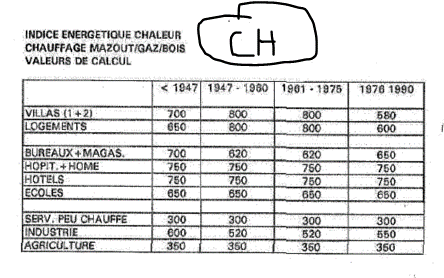 INDICE ENERGETIQUE CHALEUR
CHAUFFAGE MAZOUT/GAZ/BOIS
VALEURS DE CALCUL
CH
< 1947 1947 - 1960 1961 - 1975 1976 1990
VILLAS (1+2) 700 800 800 580
LOGEMENTS 650 800 800 600
BUREAUX+MAGAS. 700 620 620 650
HOPIT.+HOME 750 750 750 750
HOTELS 750 750 750 750
ECOLES 650 650 650 650
SERV. PEU CHAUFFE 300 300 300 300
INDUSTRIE 600 520 520 550
AGRICULTURE 350 350 350 350